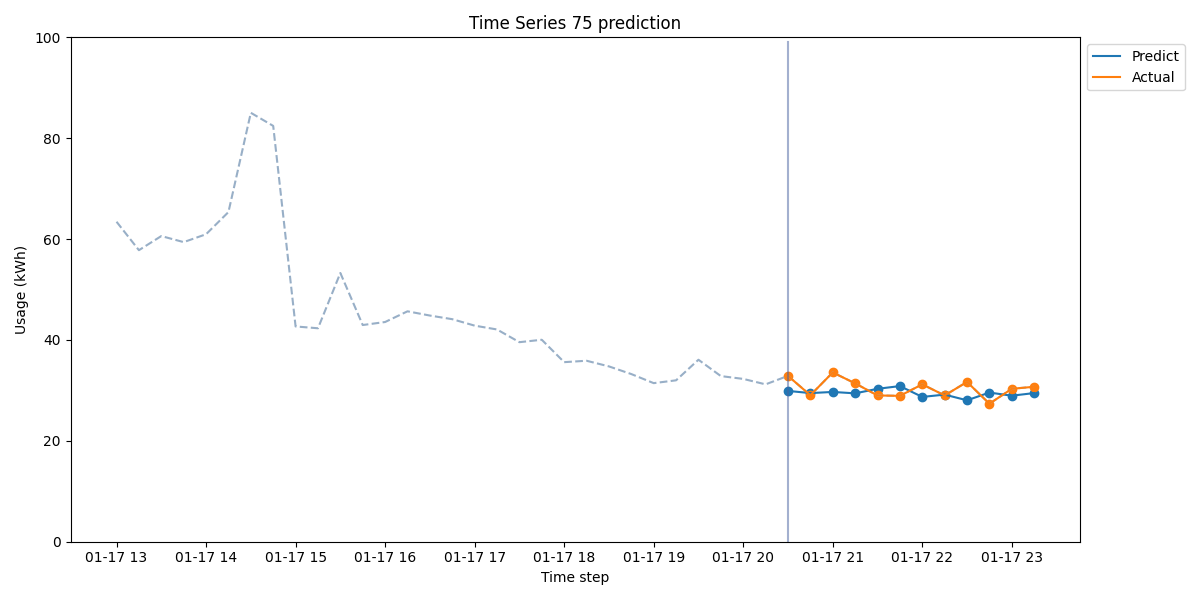 Time Series 75 prediction
Predict
Actual
Usage (kWh)
100
80
60
40
20
0
01-17 13 01-17 14 01-17 15 01-17 16 01-17 17 01-17 18 01-17 19 01-17 20 01-17 21 01-17 22 01-17 23
Time step